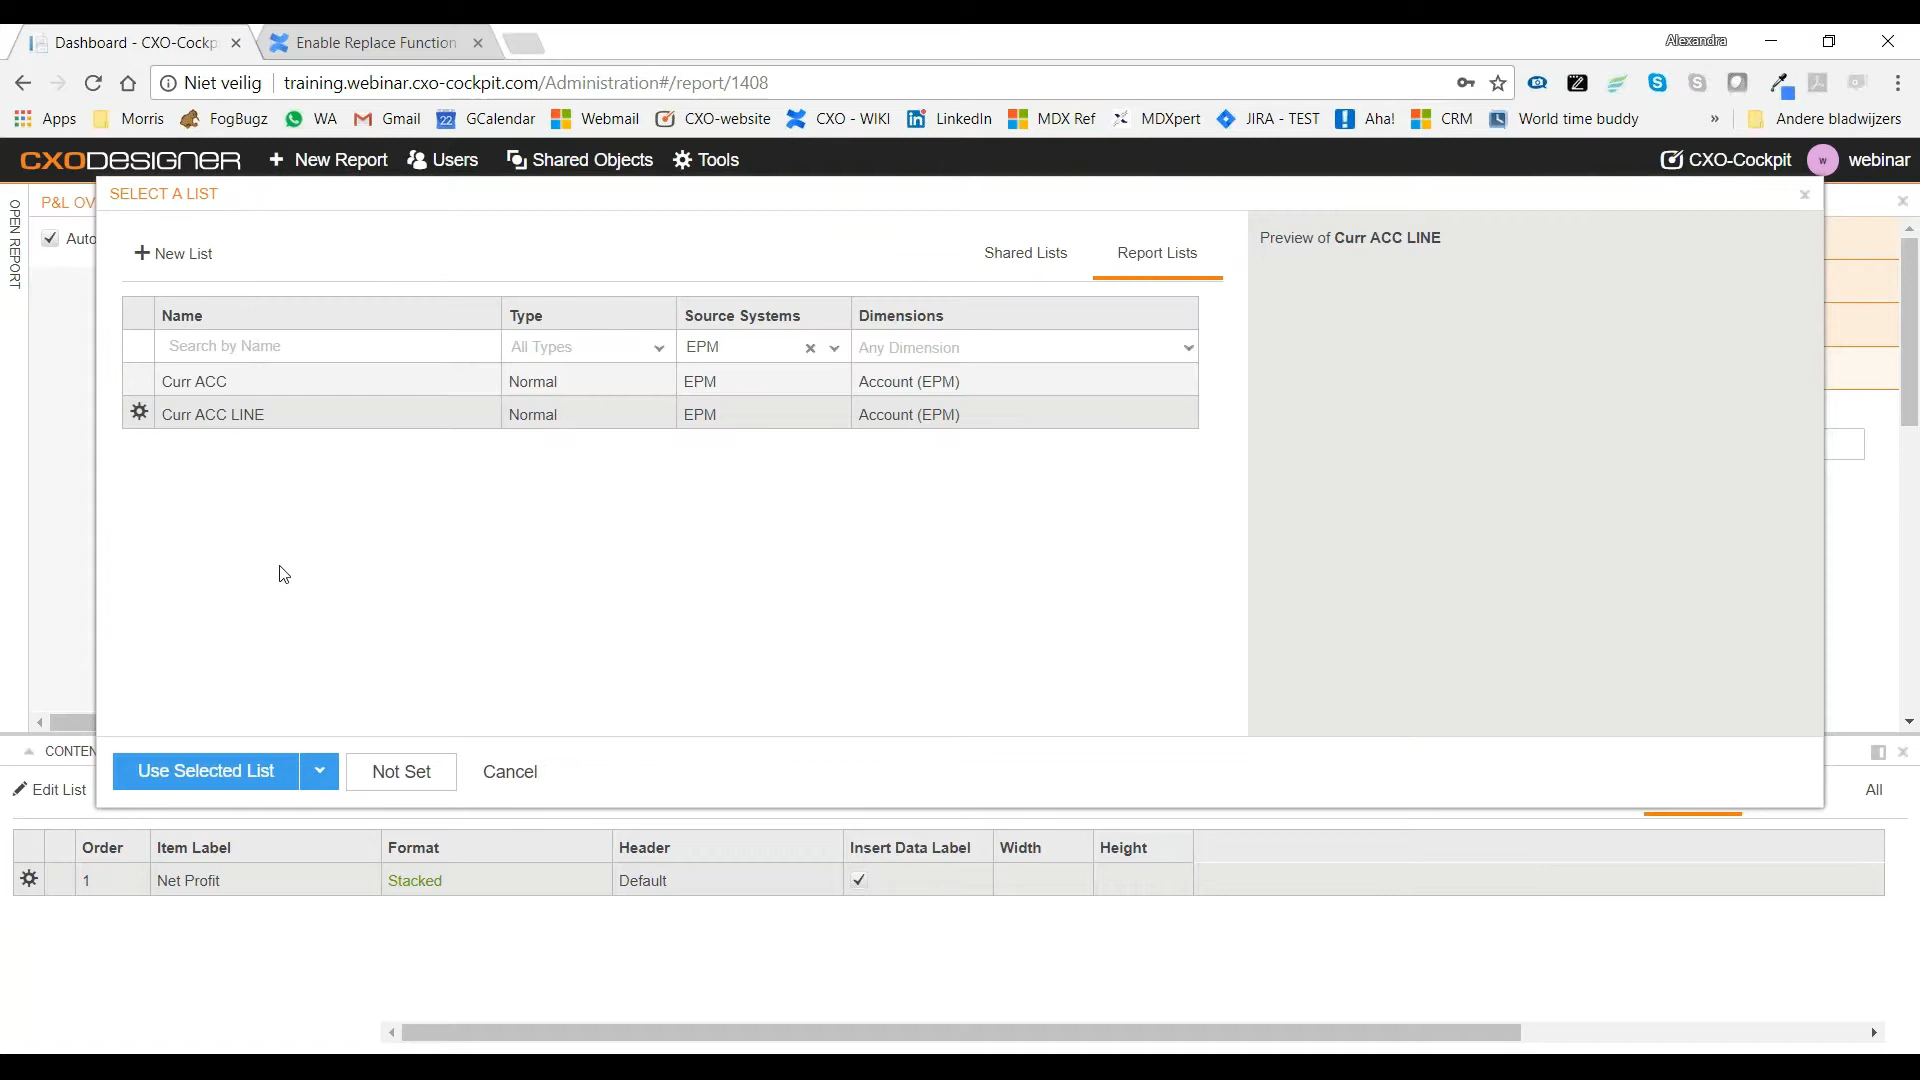 Dashboard - CXO-Cockp
Enable Replace Function
Alexandra
Niet veilig
training.webinar.cxo-cockpit.com/Administration#/report/1408
Apps
Morris
FogBugz
WA
Gmail
22
GCalendar
Webmail
CXO-website
CXO - WIKI
LinkedIn
MDX Ref
MDXpert
JIRA - TEST
Aha!
CRM
World time buddy
»
Andere bladwijzers
CXODESIGNER
New Report
Users
Shared Objects
Tools
CXO-Cockpit
w
webinar
OPEN REPORT
P&L OV
Auto
SELECT A LIST
New List
Shared Lists
Report Lists
Preview of Curr ACC LINE
Name Type Source Systems Dimensions
Search by Name All Types EPM Any Dimension
Curr ACC Normal EPM Account (EPM)
Curr ACC LINE Normal EPM Account (EPM)
Use Selected List
Not Set
Cancel
CONTEN
Edit List
All
Order Item Label Format Header Insert Data Label Width Height
1 Net Profit Stacked Default